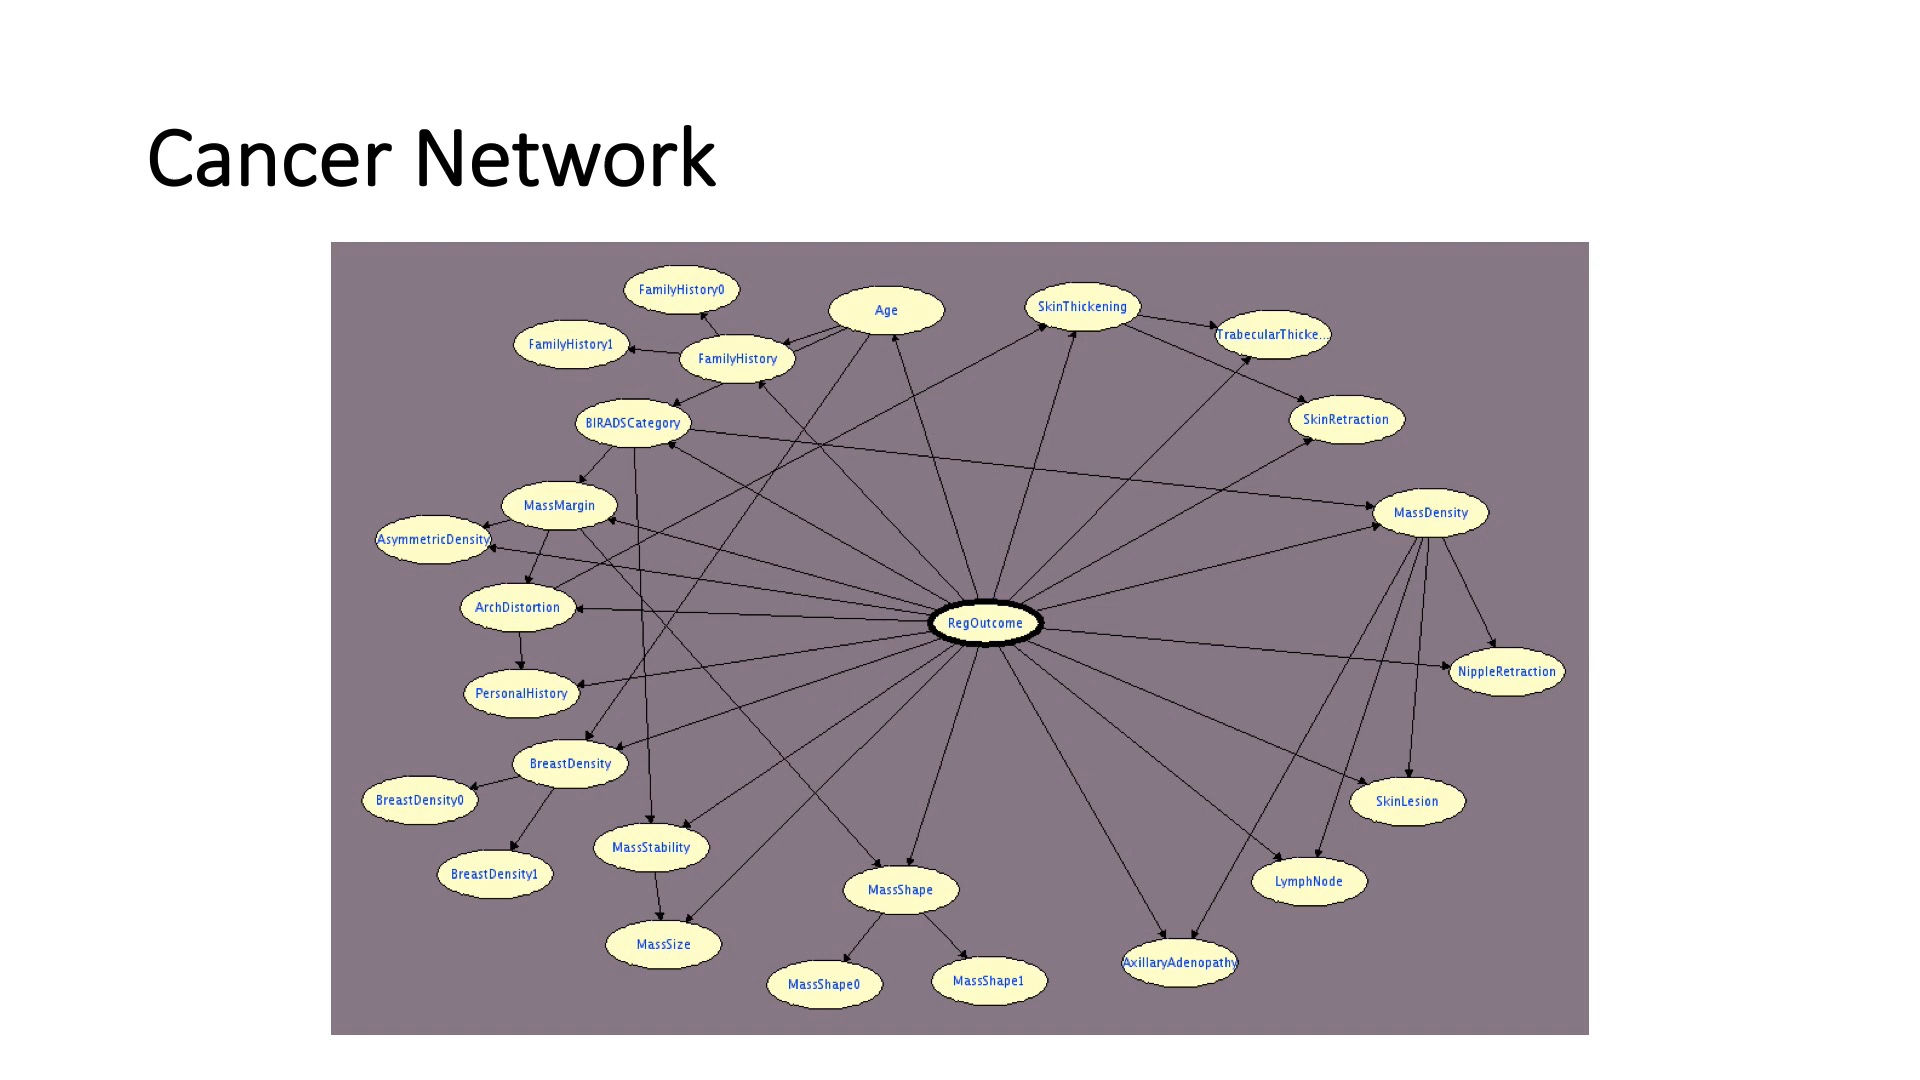 Cancer Network
FamilyHistory0
Age
SkinThickening
TrabecularThicke...
FamilyHistory1
FamilyHistory
BIRADSCategory
SkinRetraction
MassMargin
MassDensity
AsymmetricDensity
ArchDistortion
RegOutcome
NippleRetraction
PersonalHistory
BreastDensity
BreastDensity0
SkinLesion
MassStability
BreastDensity1
MassShape
LymphNode
MassSize
AxillaryAdenopathy
MassShape0
MassShape1